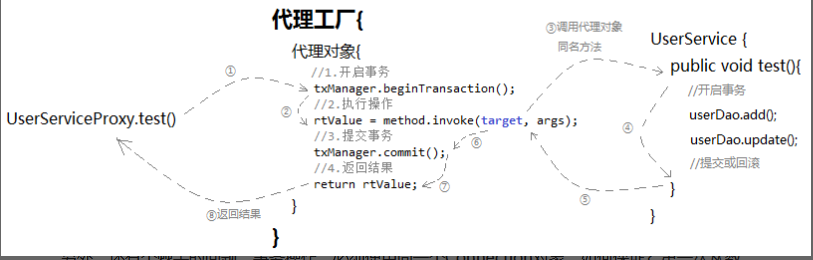 代理工厂{
代理对象{
//1.开启事务
txManager.beginTransaction();
//2.执行操作
rtValue = method.invoke(target, args);
//3.提交事务
txManager.commit();
//4.返回结果
return rtValue;
}
}
UserServiceProxy.test()
①
②
③调用代理对象
同名方法
UserService {
public void test(){
//开启事务
userDao.add();
userDao.update();
//提交或回滚
}
}
④
⑤
⑥
⑦
⑧返回结果